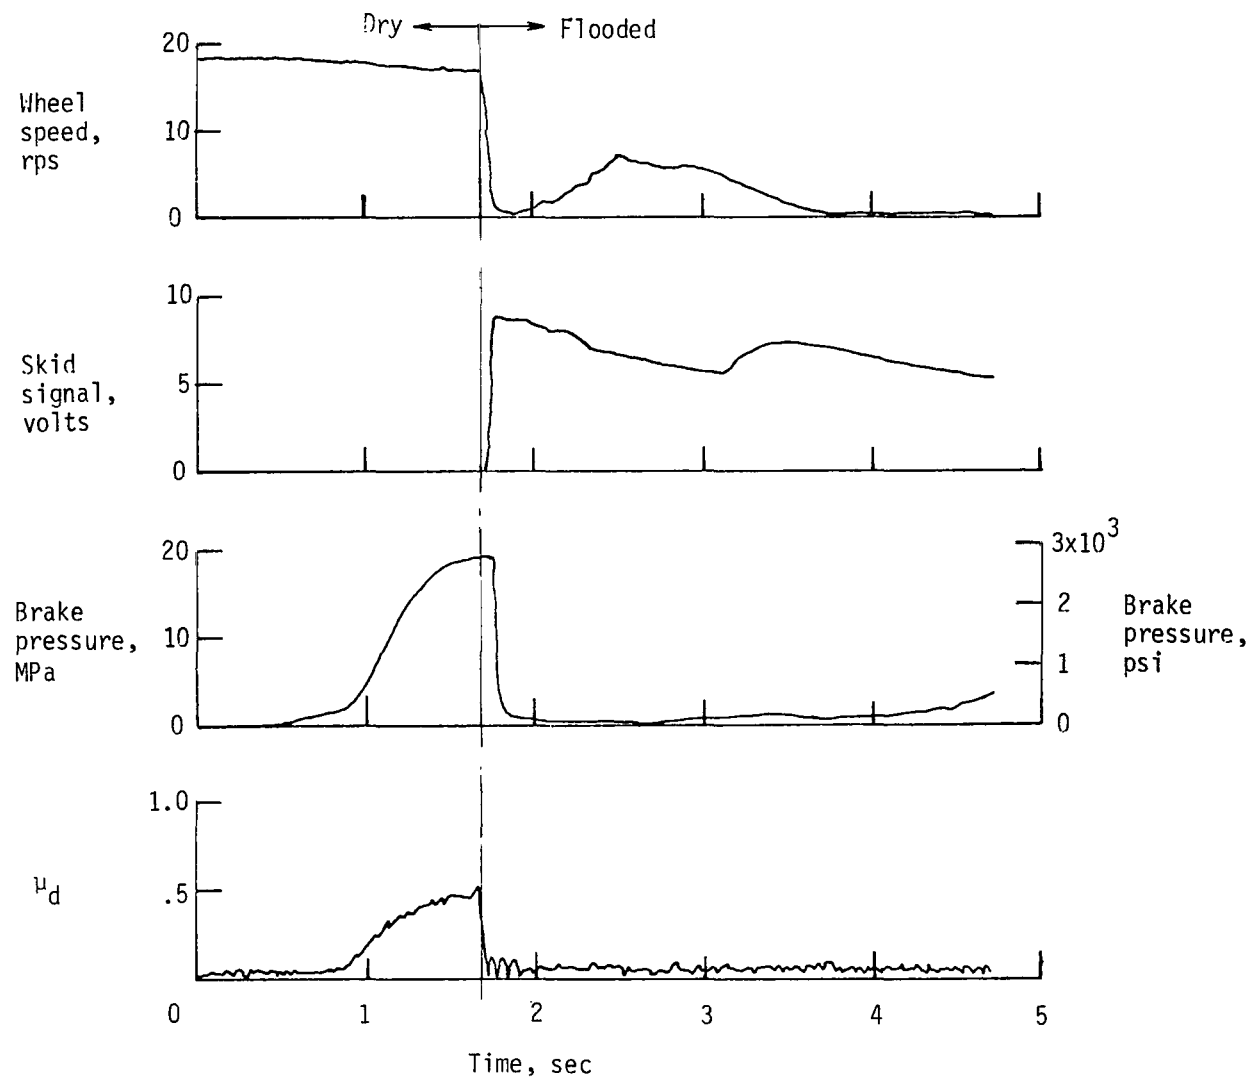 Dry
Flooded
20
10
0
Wheel
speed,
rps
10
5
0
Skid
signal,
volts
20
10
0
Brake
pressure,
MPa
3x10³
2
1
0
Brake
pressure,
psi
1.0
.5
μd
0 1 2 3 4 5
Time, sec